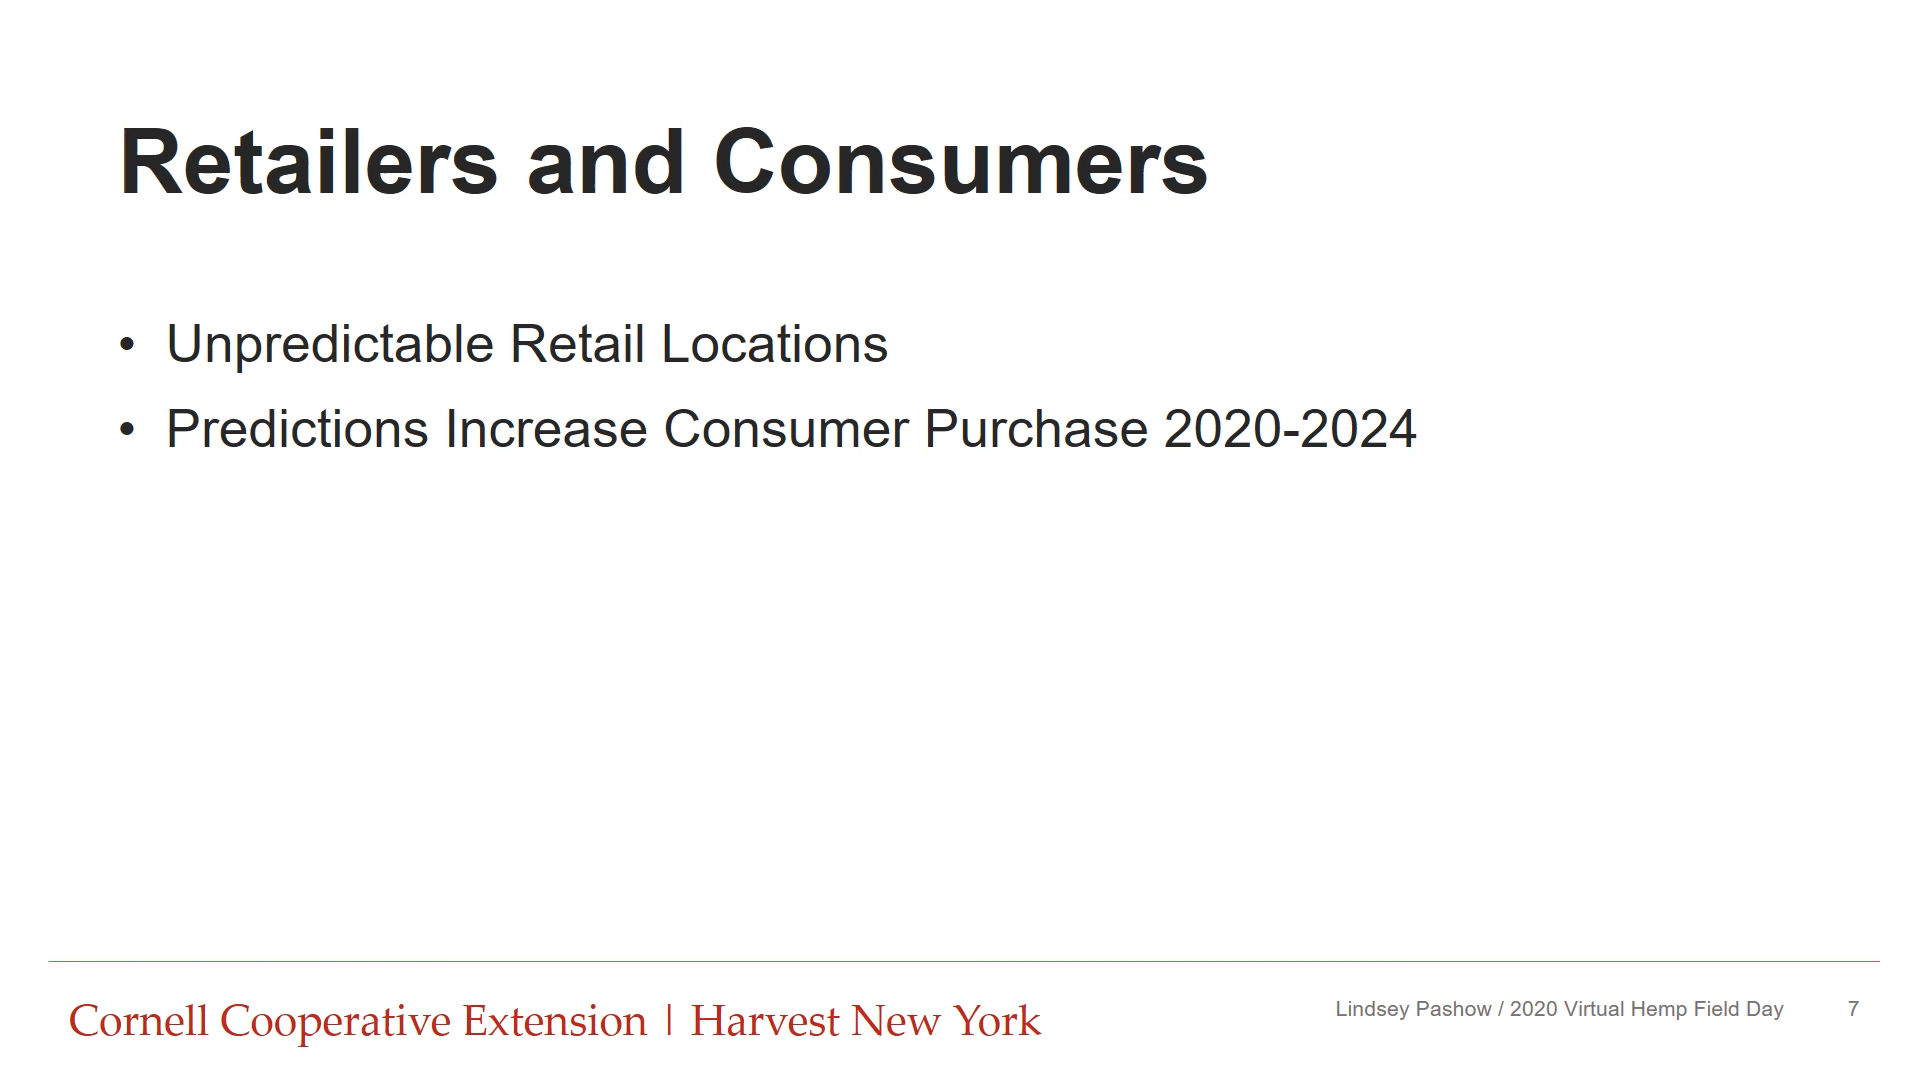 Retailers and Consumers
• Unpredictable Retail Locations
• Predictions Increase Consumer Purchase 2020-2024
Cornell Cooperative Extension | Harvest New York
Lindsey Pashow / 2020 Virtual Hemp Field Day 7